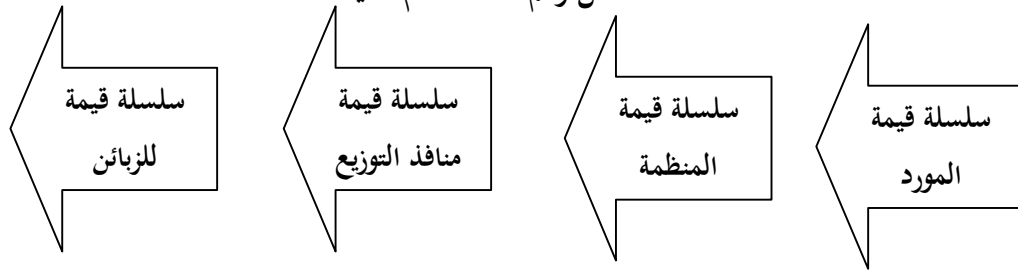 سلسلة قيمة
المورد
سلسلة قيمة
المنظمة
سلسلة قيمة
منافذ التوزيع
سلسلة قيمة
للزبائن